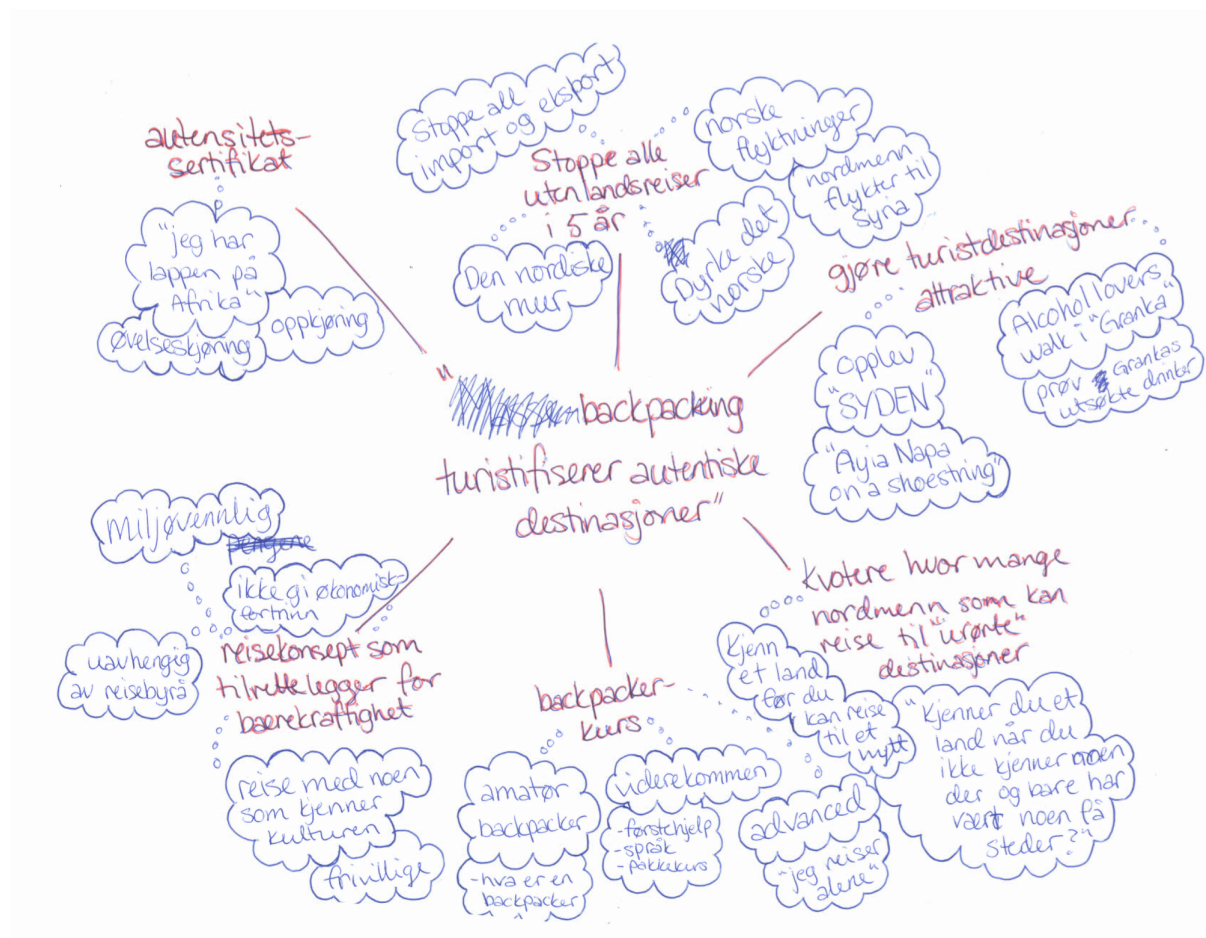 autensitets-
sertifikat
"jeg har
lappen på
Afrika"
øvelseskjøring
oppkjøring
Stoppe all
import og eksport
Stoppe alle
utenlandsreiser
i 5 år
Den nordiske
mur
Dyrke det
norske
norske
flyktninger
nordmenn
flykter til
Syria
gjøre turistdestinasjoner
attraktive
opplev
"SYDEN"
"Ayia Napa
on a shoestring"
Alcohol lovers
walk i "Granka"
prøv Grankas
utsøkte drinker
"backpacking
turistifiserer autentiske
destinasjoner"
miljøvennlig
pengene
ikke gi økonomisk-
fortrinn
uavhengig
av reisebyrå
reisekonsept som
tilrettelegger for
bærekraftighet
reise med noen
som kjenner
kulturen
frivillige
backpacker-
kurs
amatør
backpacker
-hva er en
backpacker
viderekommen
-førstehjelp
-språk
-pakkekurs
advanced
"jeg reiser
alene"
Kvotere hvor mange
nordmenn som kan
reise til "urørte"
destinasjoner
Kjenn
et land
før du
kan reise
til et
nytt
"Kjenner du et
land når du
ikke kjenner noen
der og bare har
vært noen få
steder?"